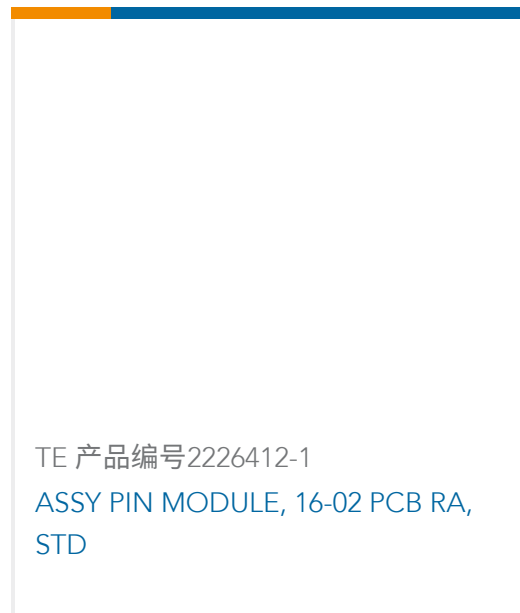 TE 产品编号2226412-1
ASSY PIN MODULE, 16-02 PCB RA,
STD